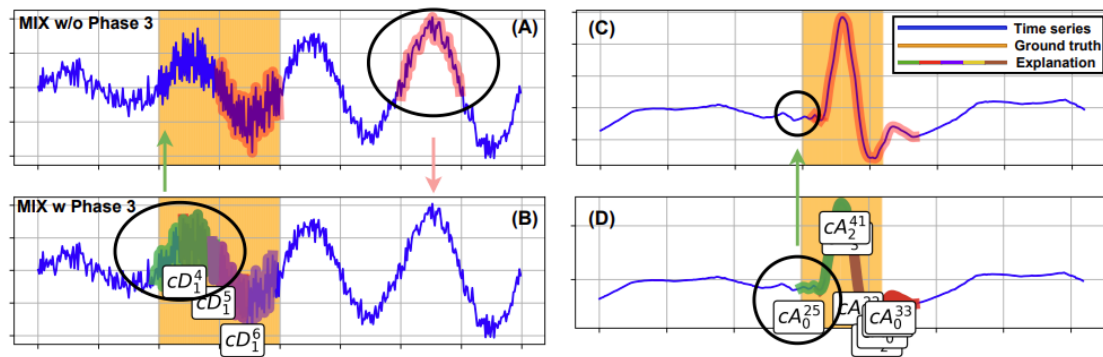 MIX w/o Phase 3
(A)
(C)
Time series
Ground truth
Explanation
MIX w Phase 3
(B)
cD_1^4
cD_1^5
cD_1^6
(D)
cA_2^41
cA_0^25
cA_0^33